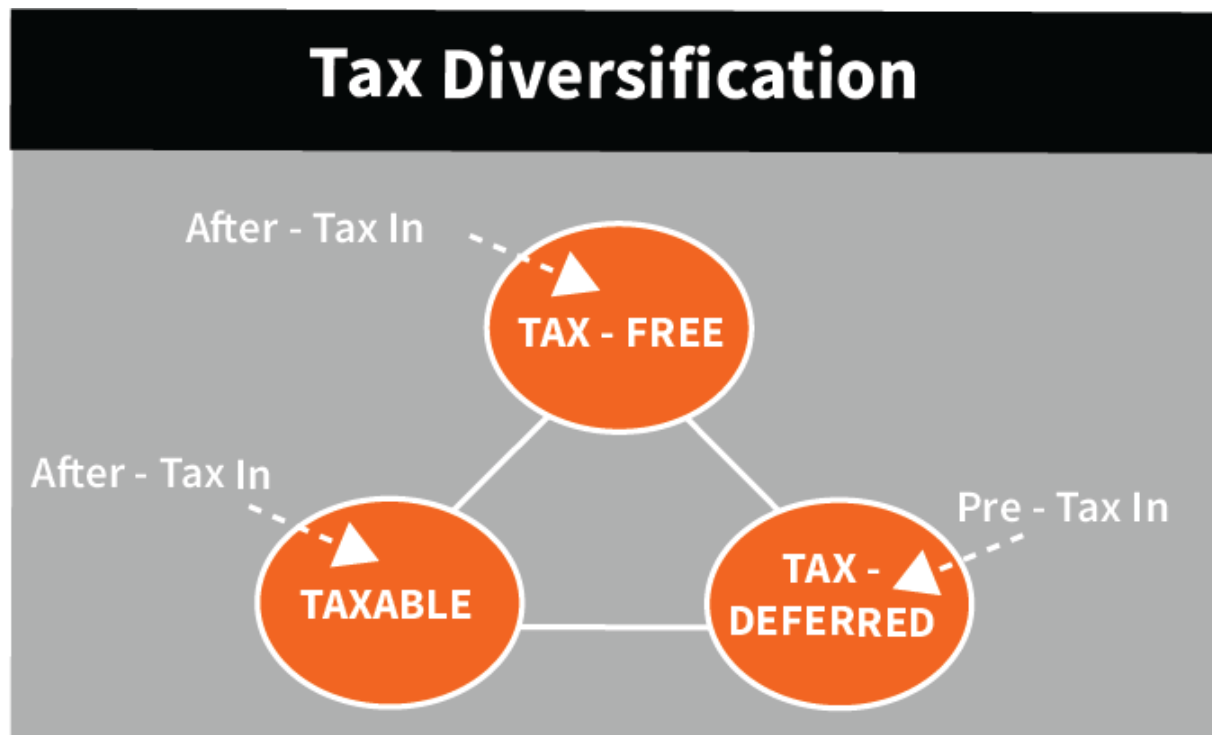 Tax Diversification
After - Tax In
TAX - FREE
After - Tax In
TAXABLE
Pre - Tax In
TAX -
DEFERRED